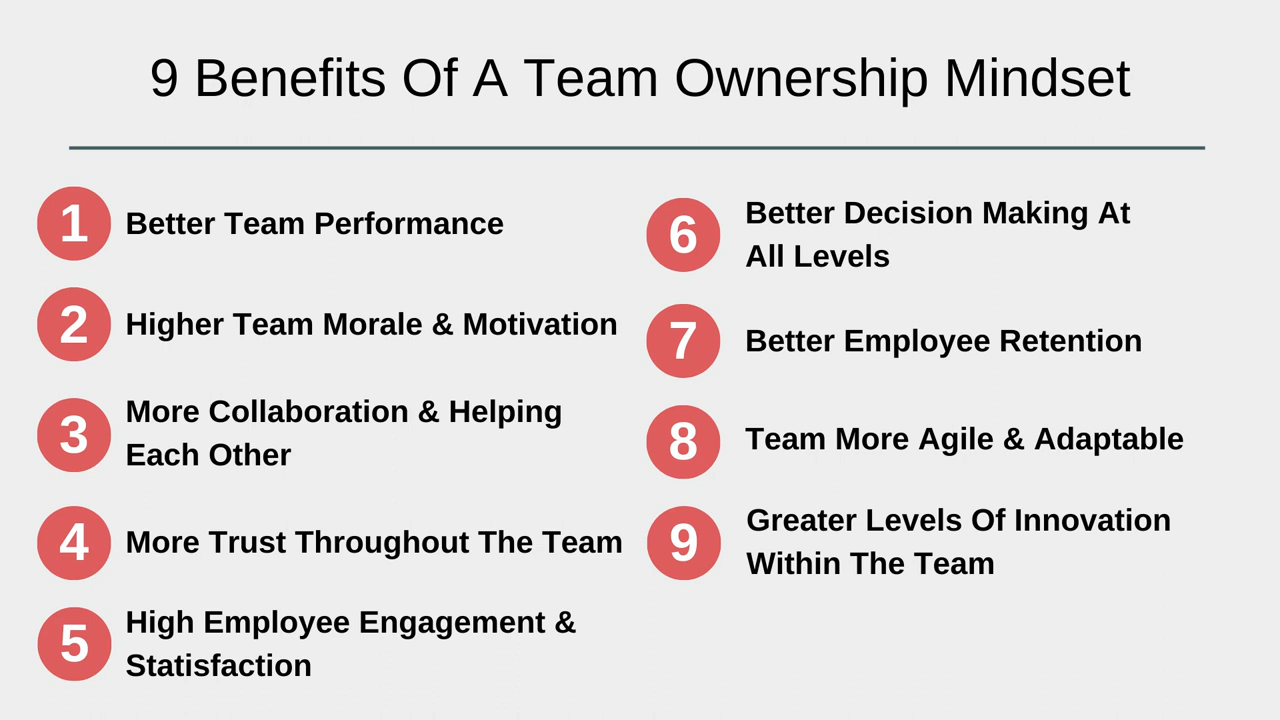 9 Benefits Of A Team Ownership Mindset
1 Better Team Performance
2 Higher Team Morale & Motivation
3 More Collaboration & Helping
Each Other
4 More Trust Throughout The Team
5 High Employee Engagement &
Statisfaction
6 Better Decision Making At
All Levels
7 Better Employee Retention
8 Team More Agile & Adaptable
9 Greater Levels Of Innovation
Within The Team